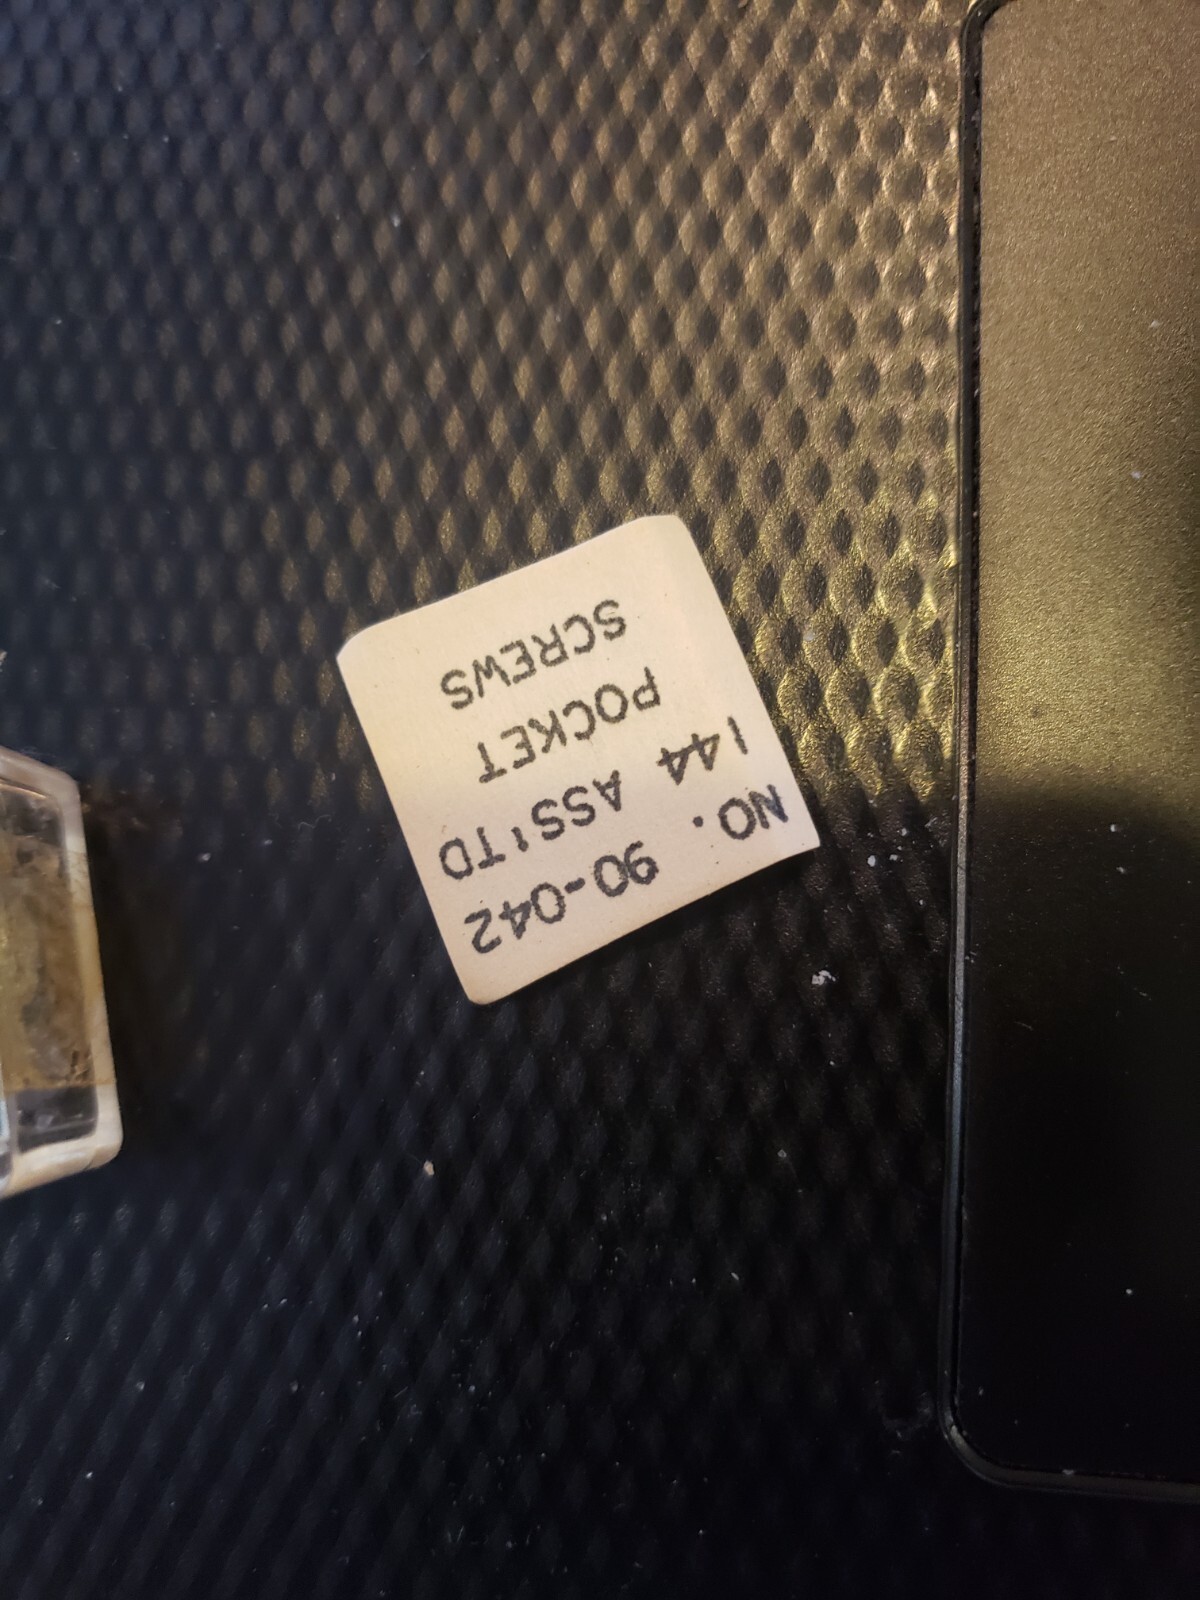 NO. 90-042
144 ASS'TD
POCKET
SCREWS